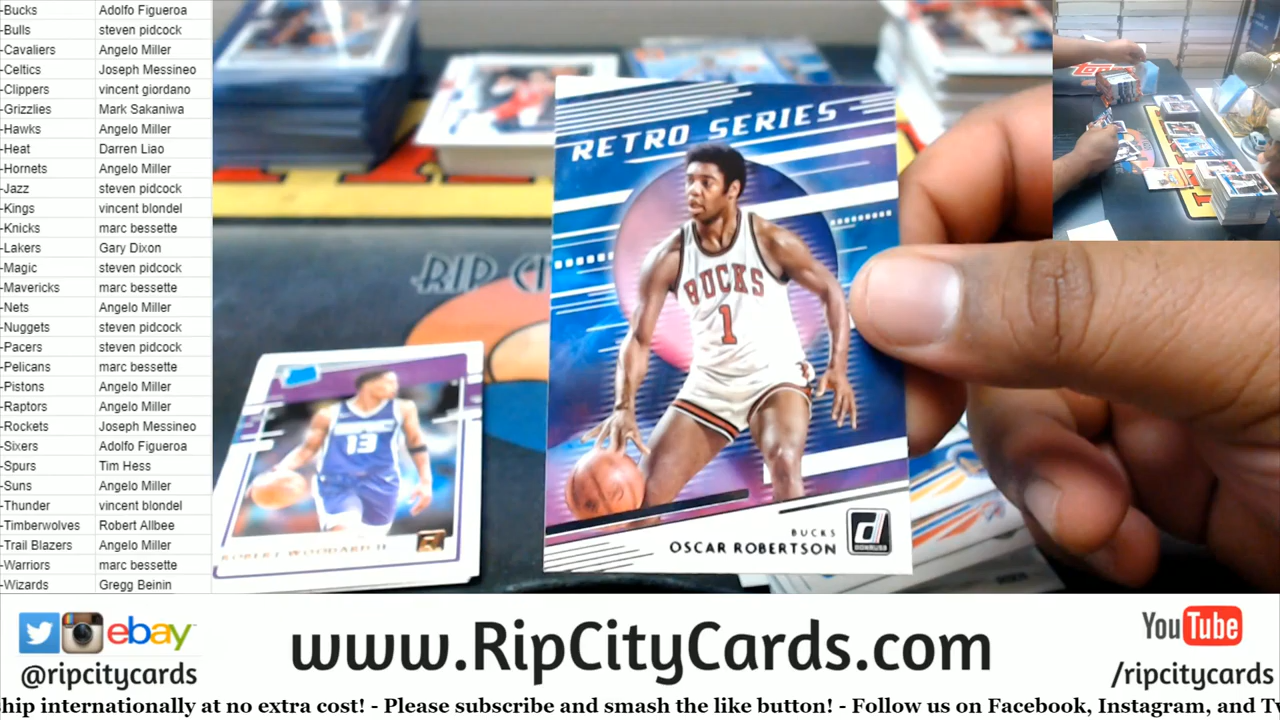 -Bucks Adolfo Figueroa
-Bulls steven pidcock
-Cavaliers Angelo Miller
-Celtics Joseph Messineo
-Clippers vincent giordano
-Grizzlies Mark Sakaniwa
-Hawks Angelo Miller
-Heat Darren Liao
-Hornets Angelo Miller
-Jazz steven pidcock
-Kings vincent blondel
-Knicks marc bessette
-Lakers Gary Dixon
-Magic steven pidcock
-Mavericks marc bessette
-Nets Angelo Miller
-Nuggets steven pidcock
-Pacers steven pidcock
-Pelicans marc bessette
-Pistons Angelo Miller
-Raptors Angelo Miller
-Rockets Joseph Messineo
-Sixers Adolfo Figueroa
-Spurs Tim Hess
-Suns Angelo Miller
-Thunder vincent blondel
-Timberwolves Robert Allbee
-Trail Blazers Angelo Miller
-Warriors marc bessette
-Wizards Gregg Beinin
RETRO SERIES
BUCKS
1
BUCKS
OSCAR ROBERTSON
DONRUSS
RIP
13
ROBERT WOODARD II
ebay
@ripcitycards
www.RipCityCards.com
YouTube
/ripcitycards
ship internationally at no extra cost! - Please subscribe and smash the like button! - Follow us on Facebook, Instagram, and Tw